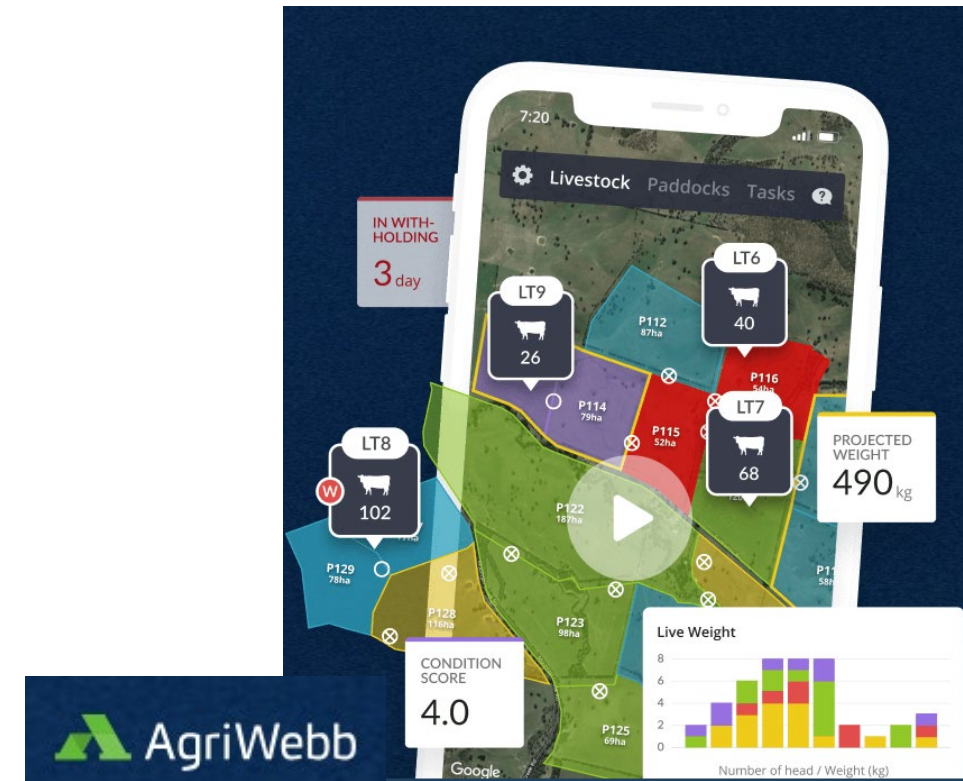 7:20
Livestock Paddocks Tasks ?
IN WITH-
HOLDING
3 day
LT6
40
LT9
26
P112
87ha
P116
54ha
P114
79ha
P115
52ha
LT7
68
PROJECTED
WEIGHT
490 kg
LT8
W
102
P122
187ha
P129
78ha
P128
116ha
P123
98ha
58ha
CONDITION
SCORE
4.0
P125
69ha
Google
Live Weight
8
6
4
2
0
Number of head / Weight (kg)
AgriWebb